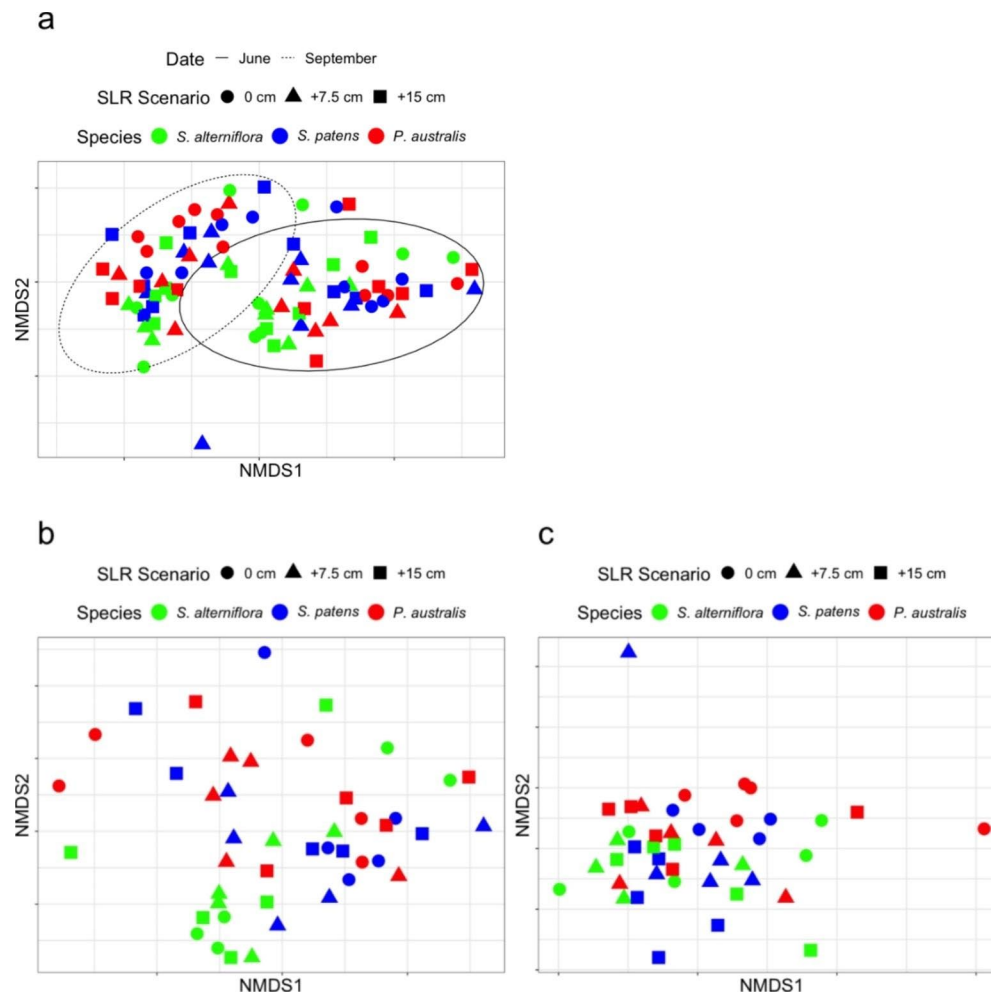 a
Date June September
SLR Scenario 0 cm +7.5 cm +15 cm
Species S. alterniflora S. patens P. australis
NMDS2
NMDS1
b
SLR Scenario 0 cm +7.5 cm +15 cm
Species S. alterniflora S. patens P. australis
NMDS2
NMDS1
c
SLR Scenario 0 cm +7.5 cm +15 cm
Species S. alterniflora S. patens P. australis
NMDS2
NMDS1